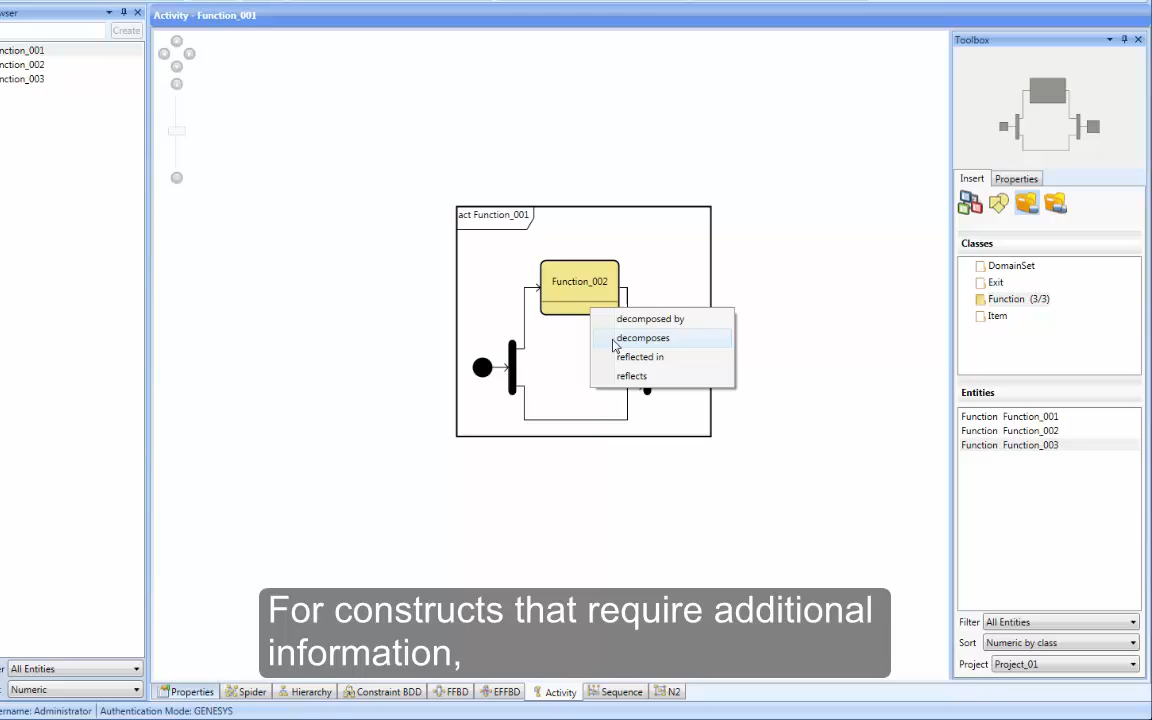 wser
Create
nction_001
nction_002
nction_003
All Entities
Numeric
ername: Administrator
Authentication Mode: GENESYS
Activity - Function_001
act Function_001
Function_002
decomposed by
decomposes
reflected in
reflects
For constructs that require additional
information,
Properties
Spider
Hierarchy
Constraint BDD
FFBD
EFFBD
Activity
Sequence
N2
Toolbox
Insert
Properties
Classes
DomainSet
Exit
Function (3/3)
Item
Entities
Function Function_001
Function Function_002
Function Function_003
Filter All Entities
Sort Numeric by class
Project Project_01